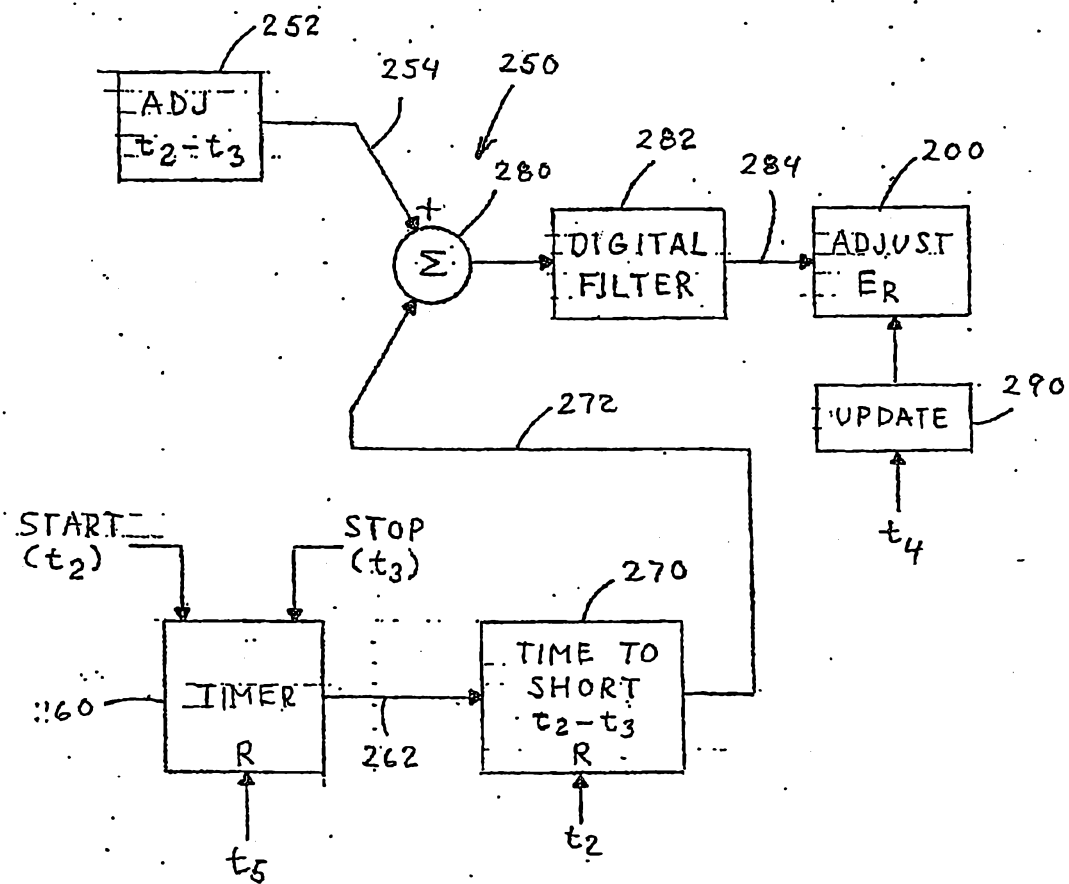 252
254
250
ADJ
t2-t3
280
282
284
200
+
Σ
DIGITAL
FILTER
ADJUST
ER
272
290
UPDATE
t4
START
(t2)
STOP
(t3)
270
TIMER
R
262
TIME TO
SHORT
t2-t3
R
t5
t2